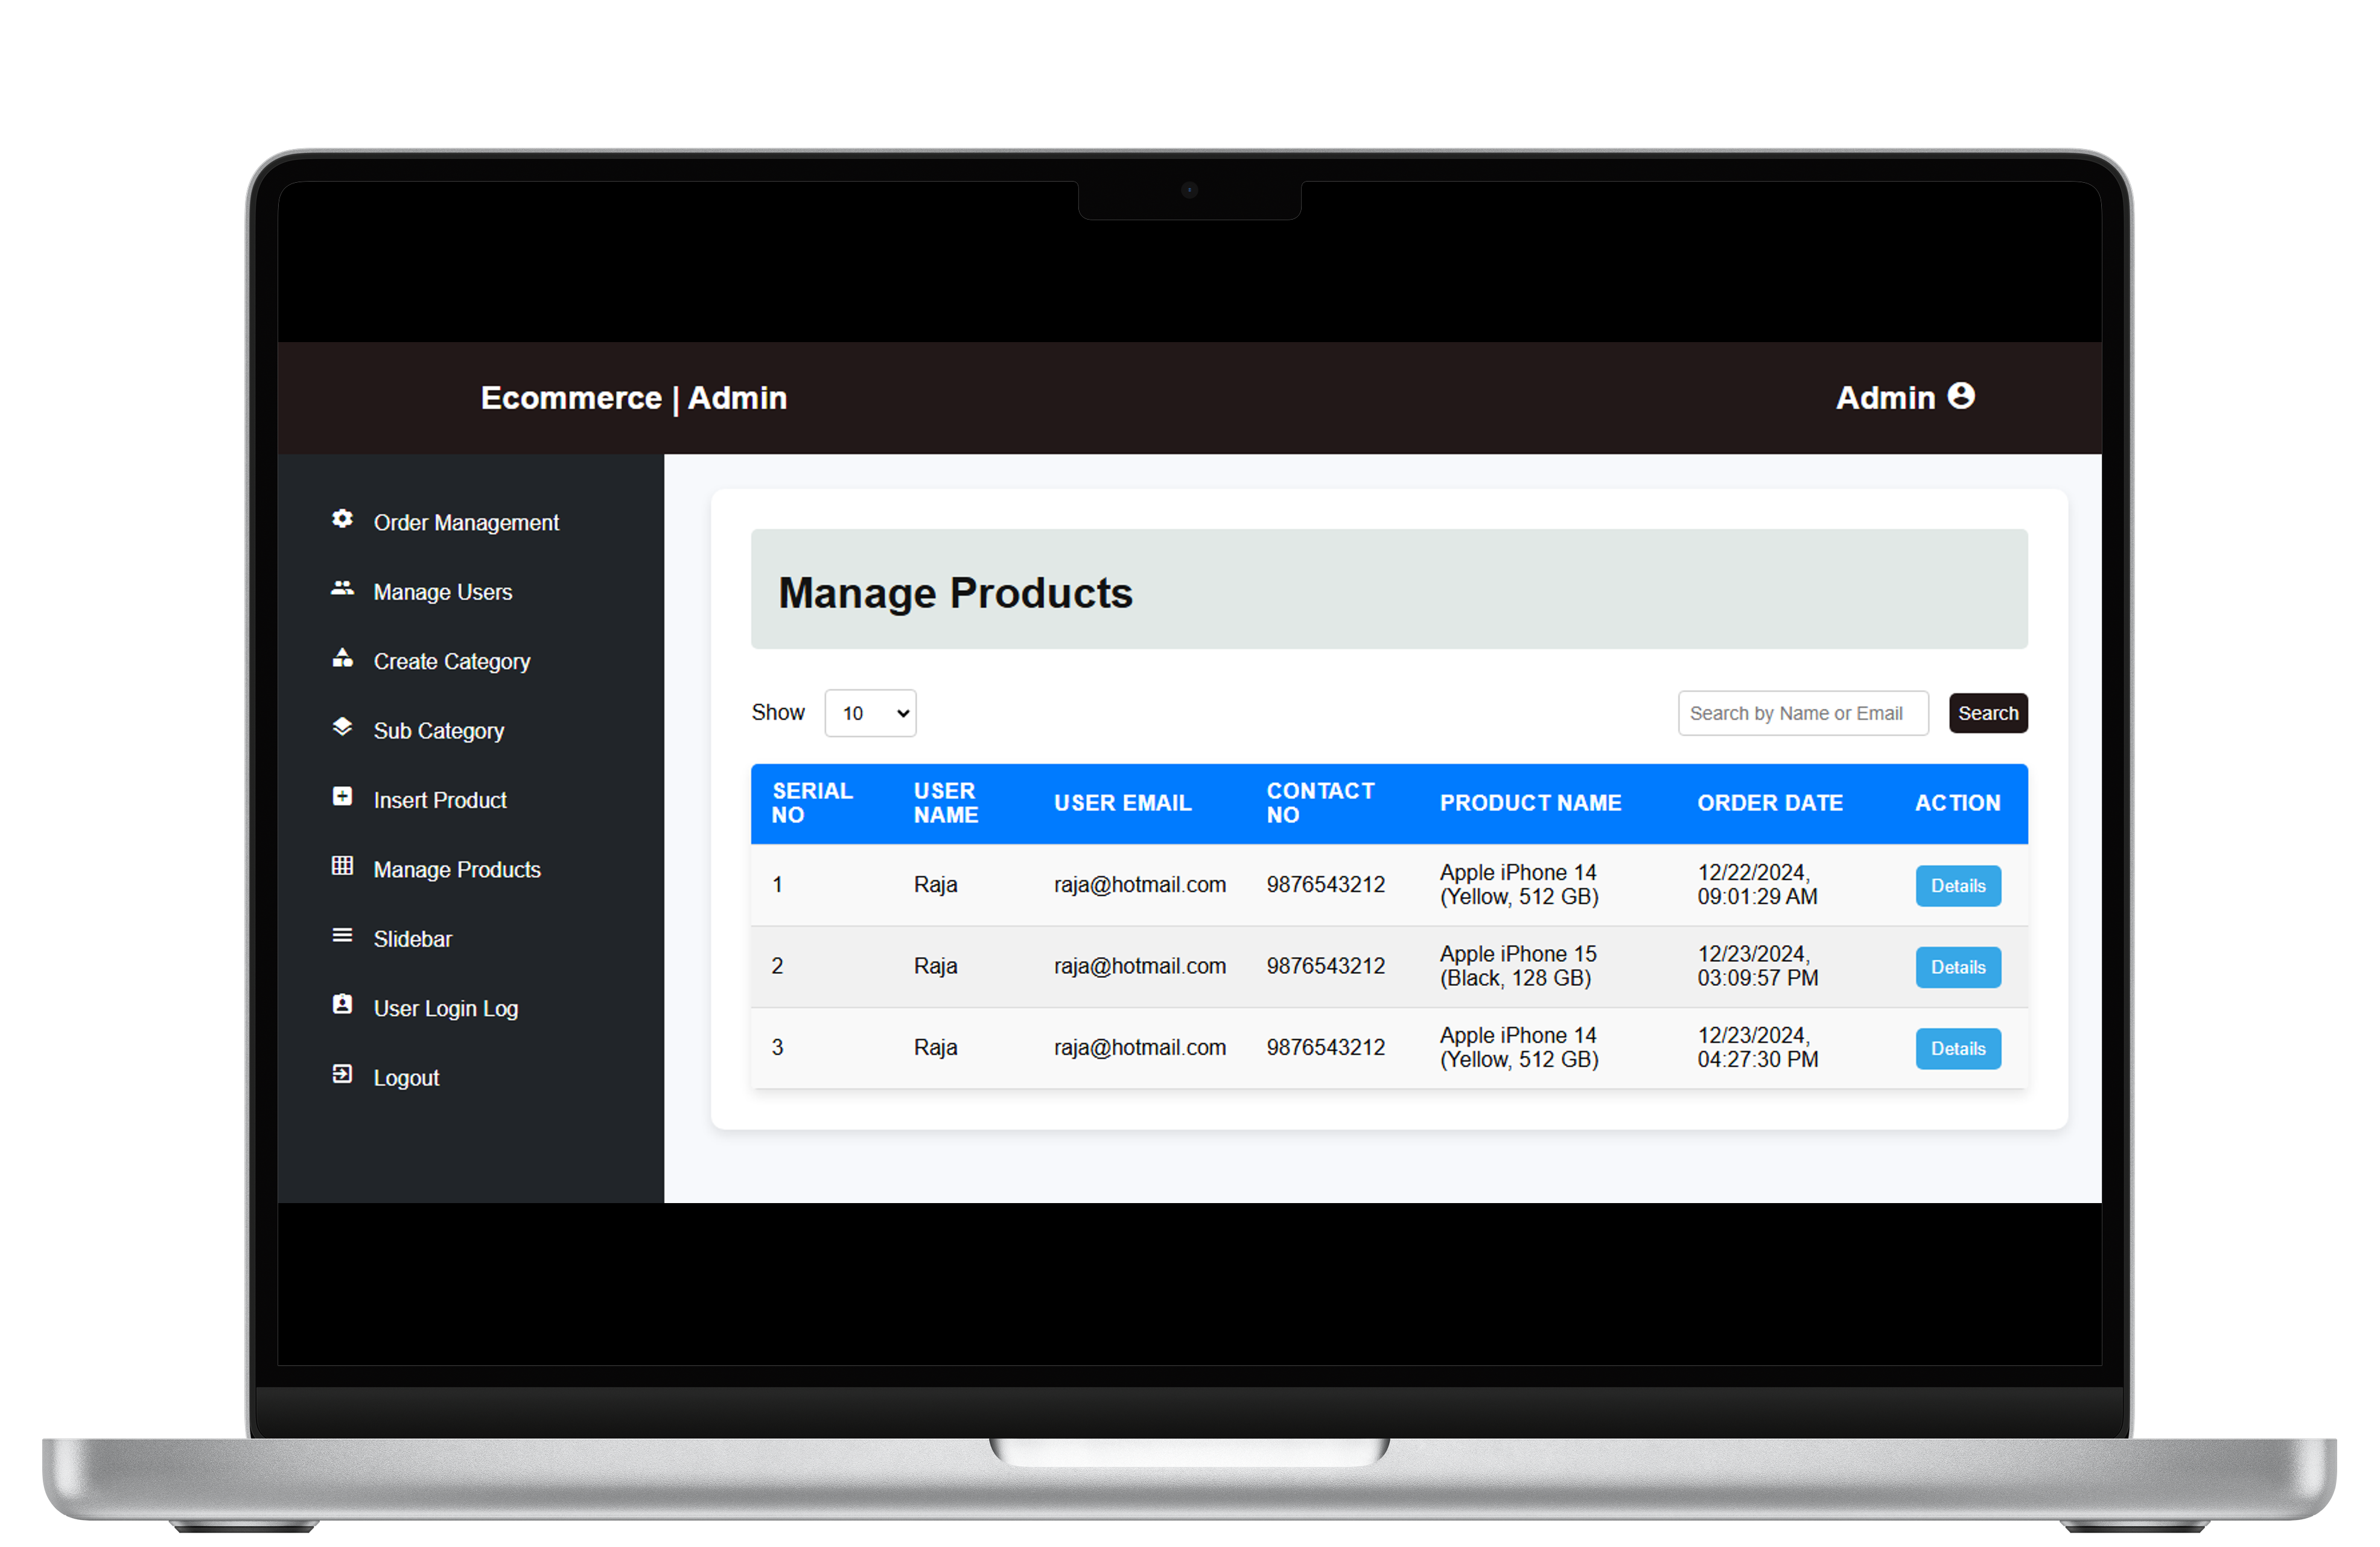 Ecommerce | Admin
Admin
Order Management
Manage Users
Create Category
Sub Category
Insert Product
Manage Products
Slidebar
User Login Log
Logout
Manage Products
Show 10
Search by Name or Email Search
SERIAL NO USER NAME USER EMAIL CONTACT NO PRODUCT NAME ORDER DATE ACTION
1 Raja raja@hotmail.com 9876543212 Apple iPhone 14 (Yellow, 512 GB) 12/22/2024, 09:01:29 AM Details
2 Raja raja@hotmail.com 9876543212 Apple iPhone 15 (Black, 128 GB) 12/23/2024, 03:09:57 PM Details
3 Raja raja@hotmail.com 9876543212 Apple iPhone 14 (Yellow, 512 GB) 12/23/2024, 04:27:30 PM Details